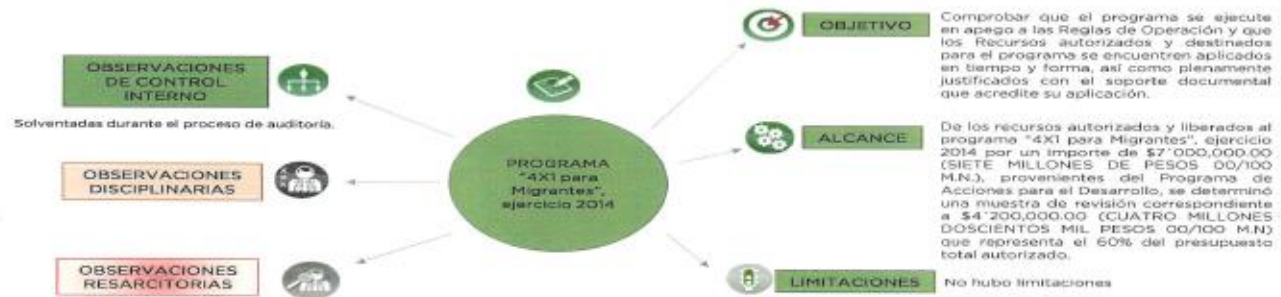 OBSERVACIONES
DE CONTROL
INTERNO
Solventadas durante el proceso de auditoría.
OBSERVACIONES
DISCIPLINARIAS
OBSERVACIONES
RESARCITORIAS
PROGRAMA
"4X1 para
Migrantes",
ejercicio 2014
OBJETIVO
Comprobar que el programa se ejecute
en apego a las Reglas de Operación y que
los Recursos autorizados y destinados
para el programa se encuentren aplicados
en tiempo y forma, así como plenamente
justificados con el soporte documental
que acredite su aplicación.
ALCANCE
De los recursos autorizados y liberados al
programa "4X1 para Migrantes", ejercicio
2014 por un importe de $7'000,000.00
(SIETE MILLONES DE PESOS 00/100
M.N.), provenientes del Programa de
Acciones para el Desarrollo, se determinó
una muestra de revisión correspondiente
a $4'200,000.00 (CUATRO MILLONES
DOSCIENTOS MIL PESOS 00/100 M.N)
que representa el 60% del presupuesto
total autorizado.
LIMITACIONES
No hubo limitaciones